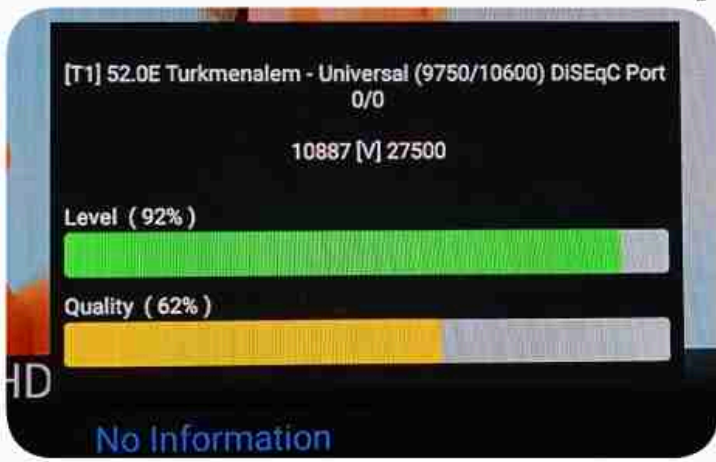 [T1] 52.0E Turkmenalem - Universal (9750/10600) DiSEqC Port
0/0
10887 [V] 27500
Level ( 92% )
Quality ( 62% )
HD
No Information